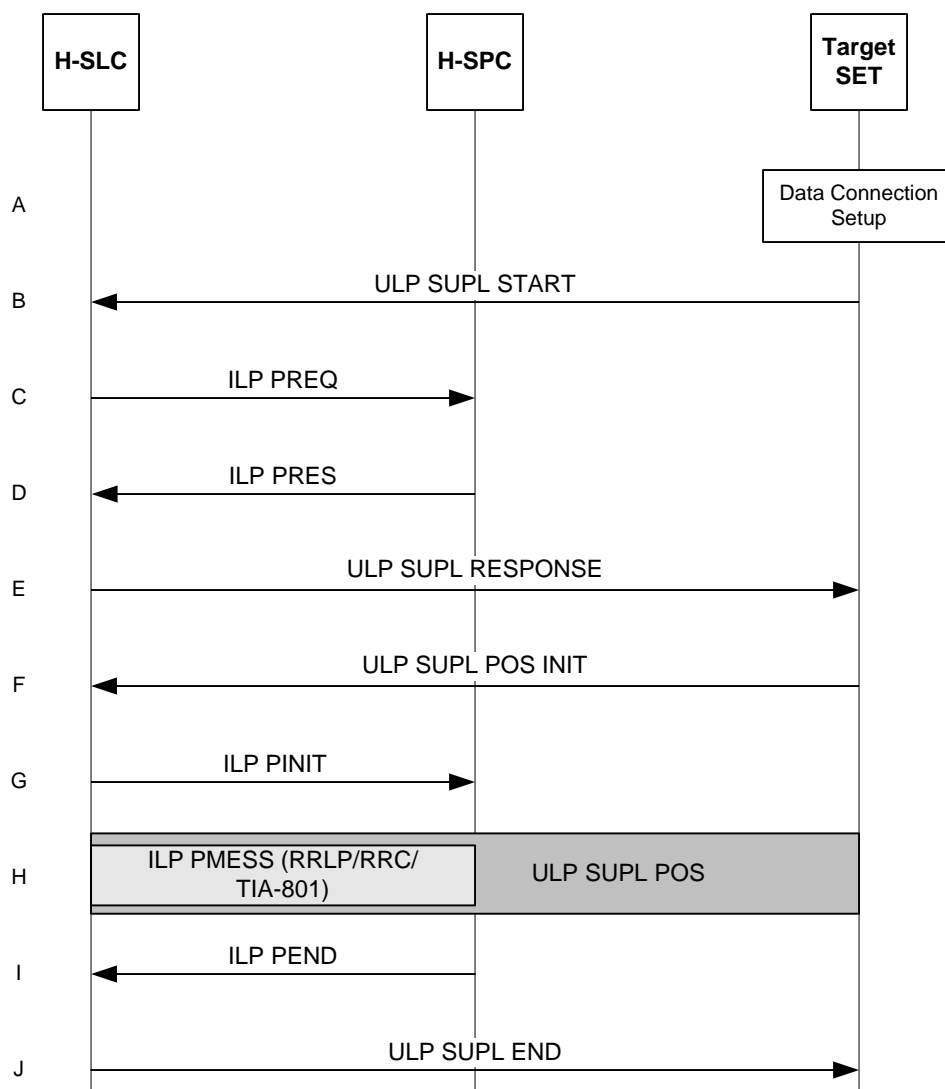 H-SLC
H-SPC
Target
SET
A
Data Connection
Setup
B
ULP SUPL START
C
ILP PREQ
D
ILP PRES
E
ULP SUPL RESPONSE
F
ULP SUPL POS INIT
G
ILP PINIT
H
ILP PMESS (RRLP/RRC/
TIA-801)
ULP SUPL POS
I
ILP PEND
J
ULP SUPL END